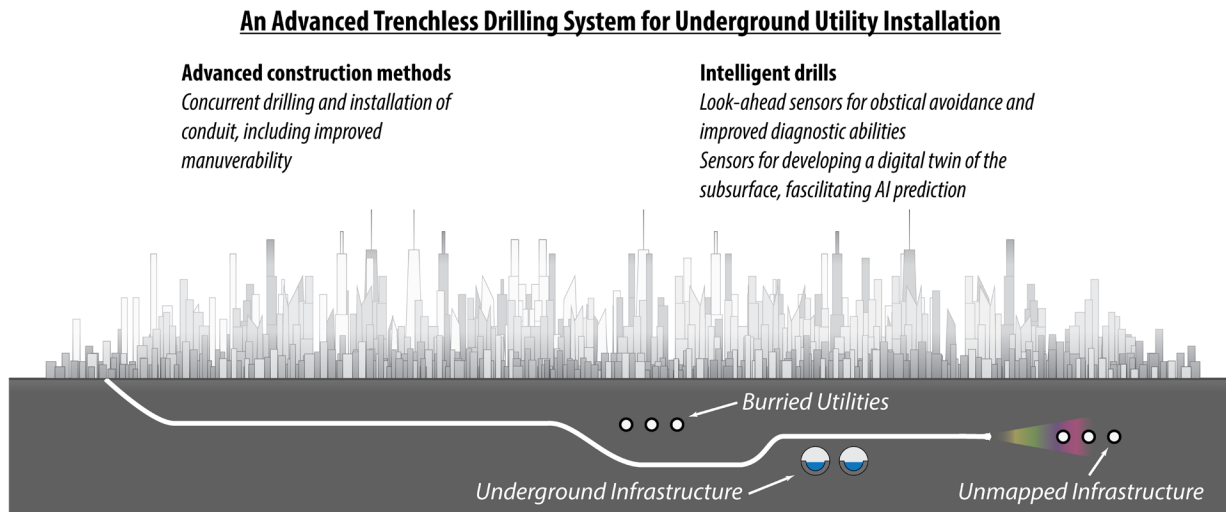 An Advanced Trenchless Drilling System for Underground Utility Installation
Advanced construction methods
Concurrent drilling and installation of
conduit, including improved
manuverability
Intelligent drills
Look-ahead sensors for obstical avoidance and
improved diagnostic abilities
Sensors for developing a digital twin of the
subsurface, fascilitating AI prediction
Burried Utilities
Underground Infrastructure
Unmapped Infrastructure